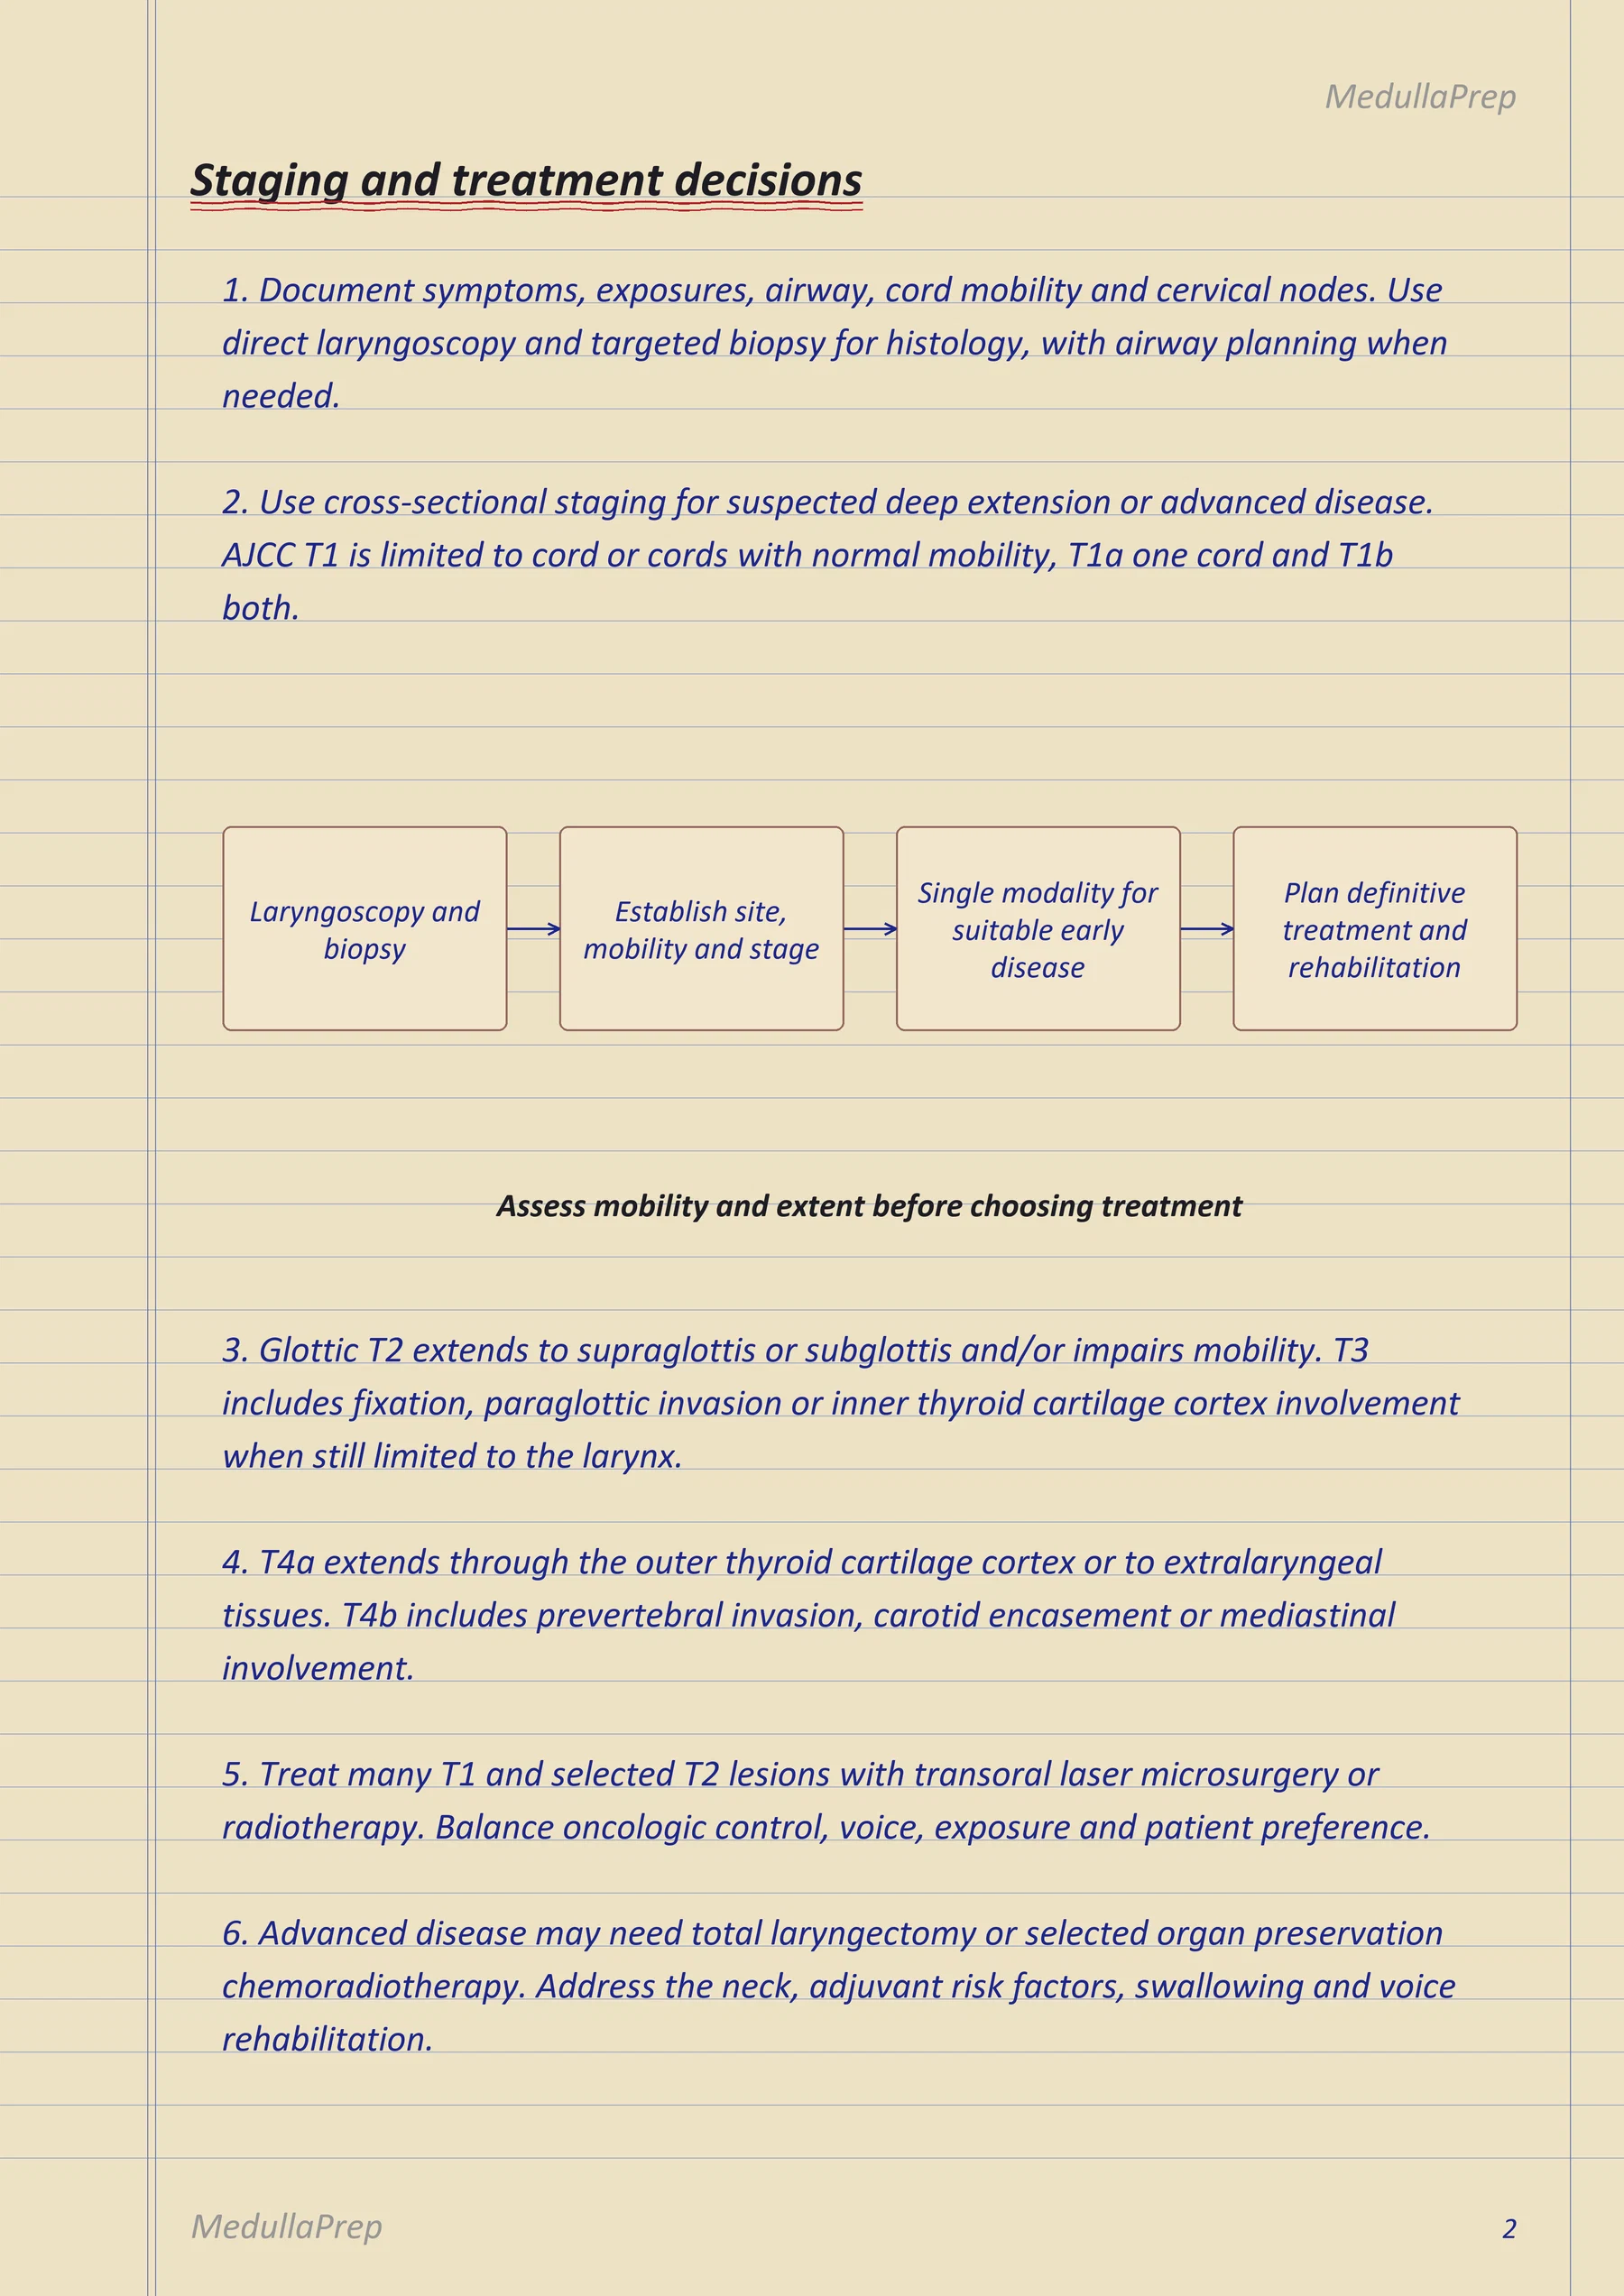 MedullaPrep
Staging and treatment decisions
1. Document symptoms, exposures, airway, cord mobility and cervical nodes. Use
direct laryngoscopy and targeted biopsy for histology, with airway planning when
needed.
2. Use cross-sectional staging for suspected deep extension or advanced disease.
AJCC T1 is limited to cord or cords with normal mobility, T1a one cord and T1b
both.
Laryngoscopy and
biopsy
Establish site,
mobility and stage
Single modality for
suitable early
disease
Plan definitive
treatment and
rehabilitation
Assess mobility and extent before choosing treatment
3. Glottic T2 extends to supraglottis or subglottis and/or impairs mobility. T3
includes fixation, paraglottic invasion or inner thyroid cartilage cortex involvement
when still limited to the larynx.
4. T4a extends through the outer thyroid cartilage cortex or to extralaryngeal
tissues. T4b includes prevertebral invasion, carotid encasement or mediastinal
involvement.
5. Treat many T1 and selected T2 lesions with transoral laser microsurgery or
radiotherapy. Balance oncologic control, voice, exposure and patient preference.
6. Advanced disease may need total laryngectomy or selected organ preservation
chemoradiotherapy. Address the neck, adjuvant risk factors, swallowing and voice
rehabilitation.
MedullaPrep
2